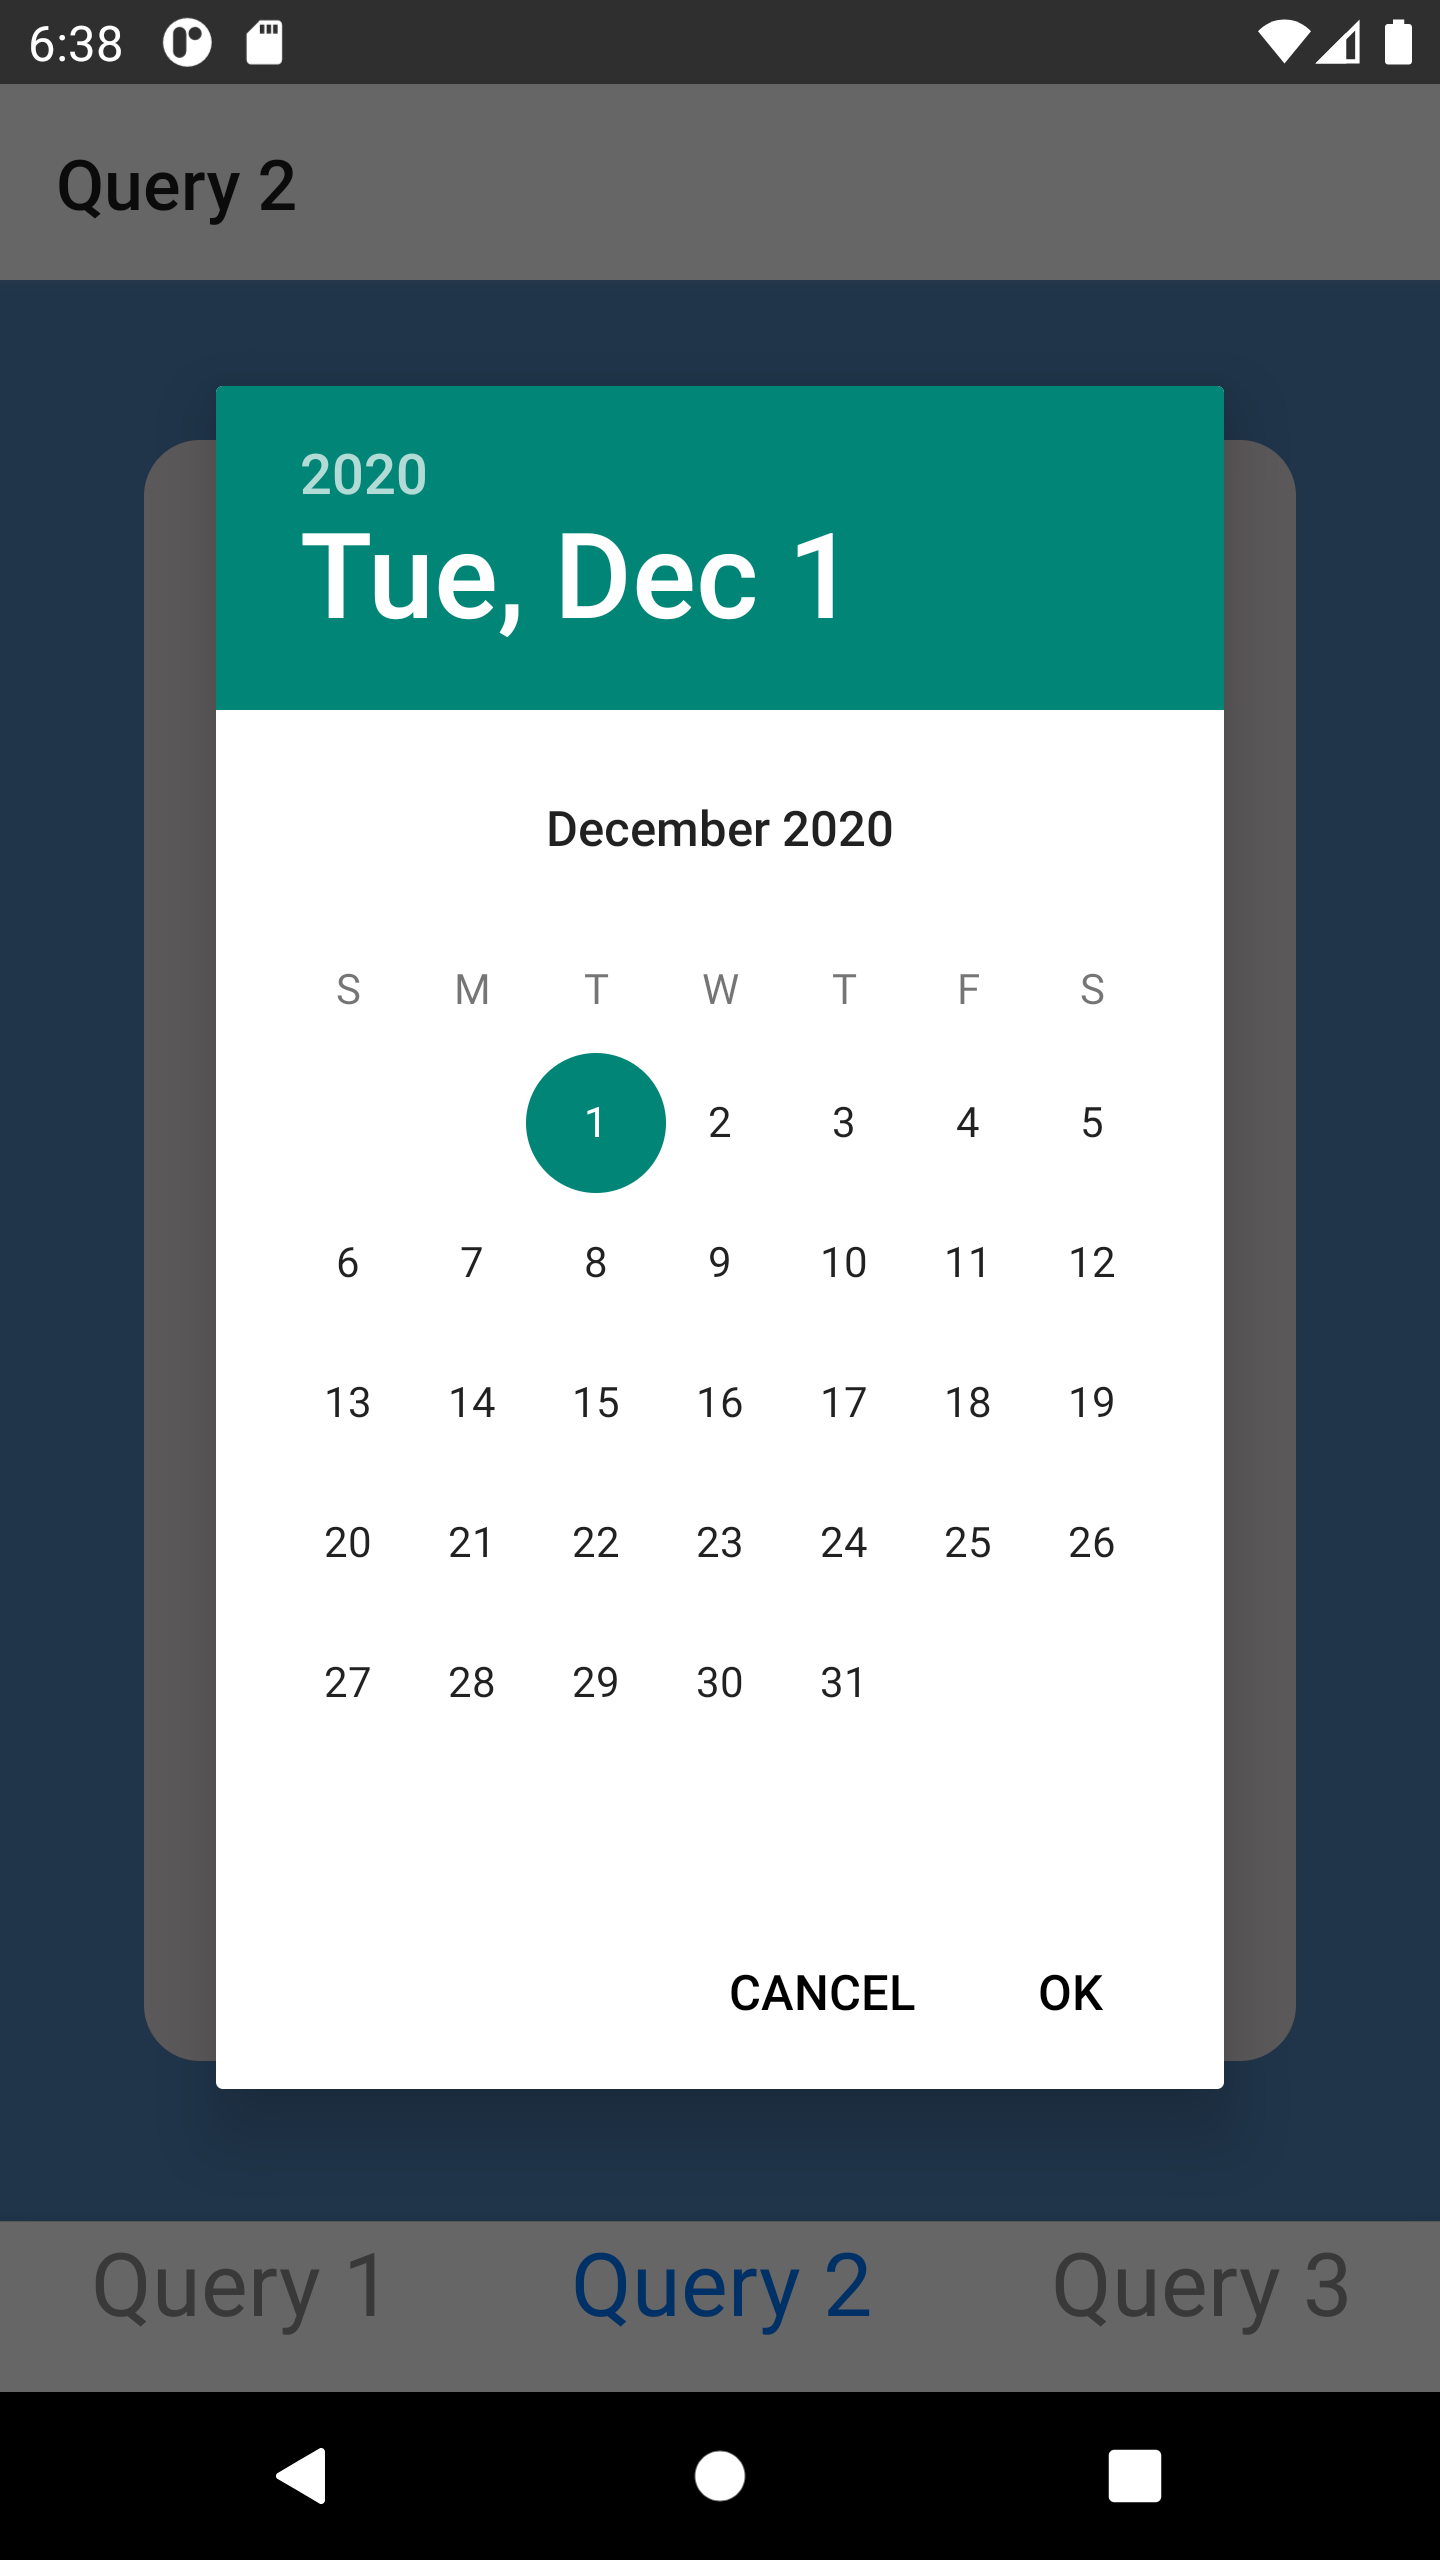 6:38
Query 2
2020
Tue, Dec 1
December 2020
S M T W T F S
1 2 3 4 5
6 7 8 9 10 11 12
13 14 15 16 17 18 19
20 21 22 23 24 25 26
27 28 29 30 31
CANCEL OK
Query 1 Query 2 Query 3